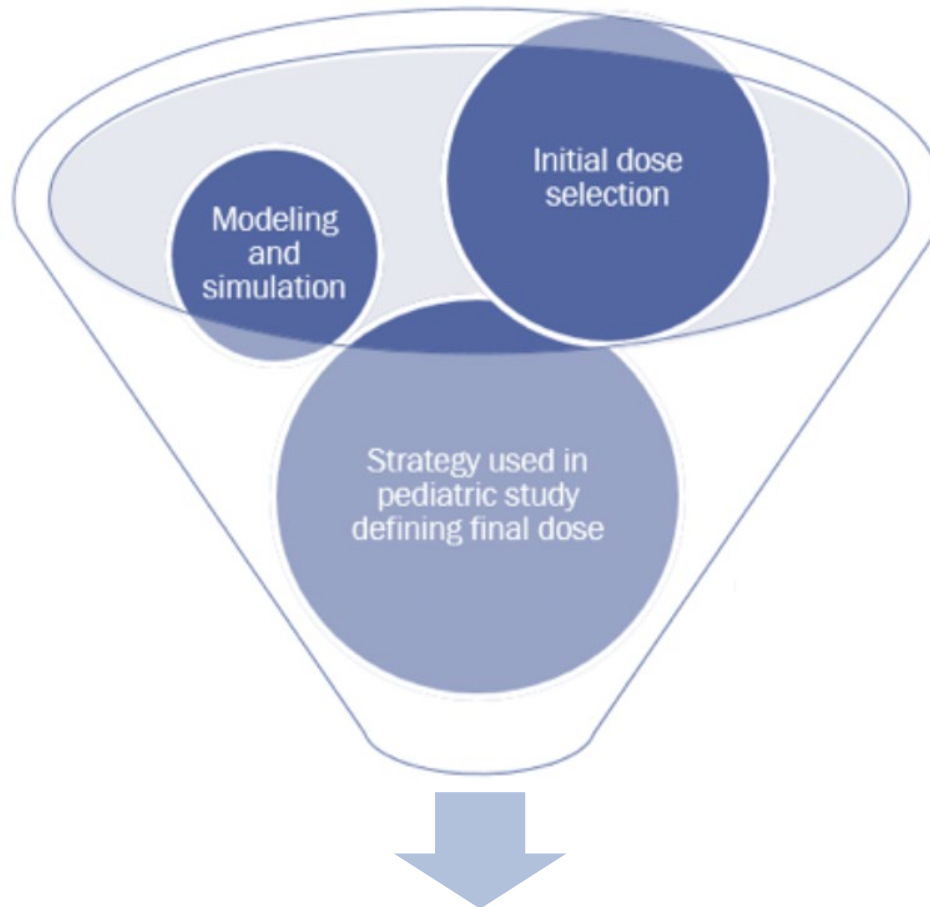 Initial dose
selection
Modeling
and
simulation
Strategy used in
pediatric study
defining final dose